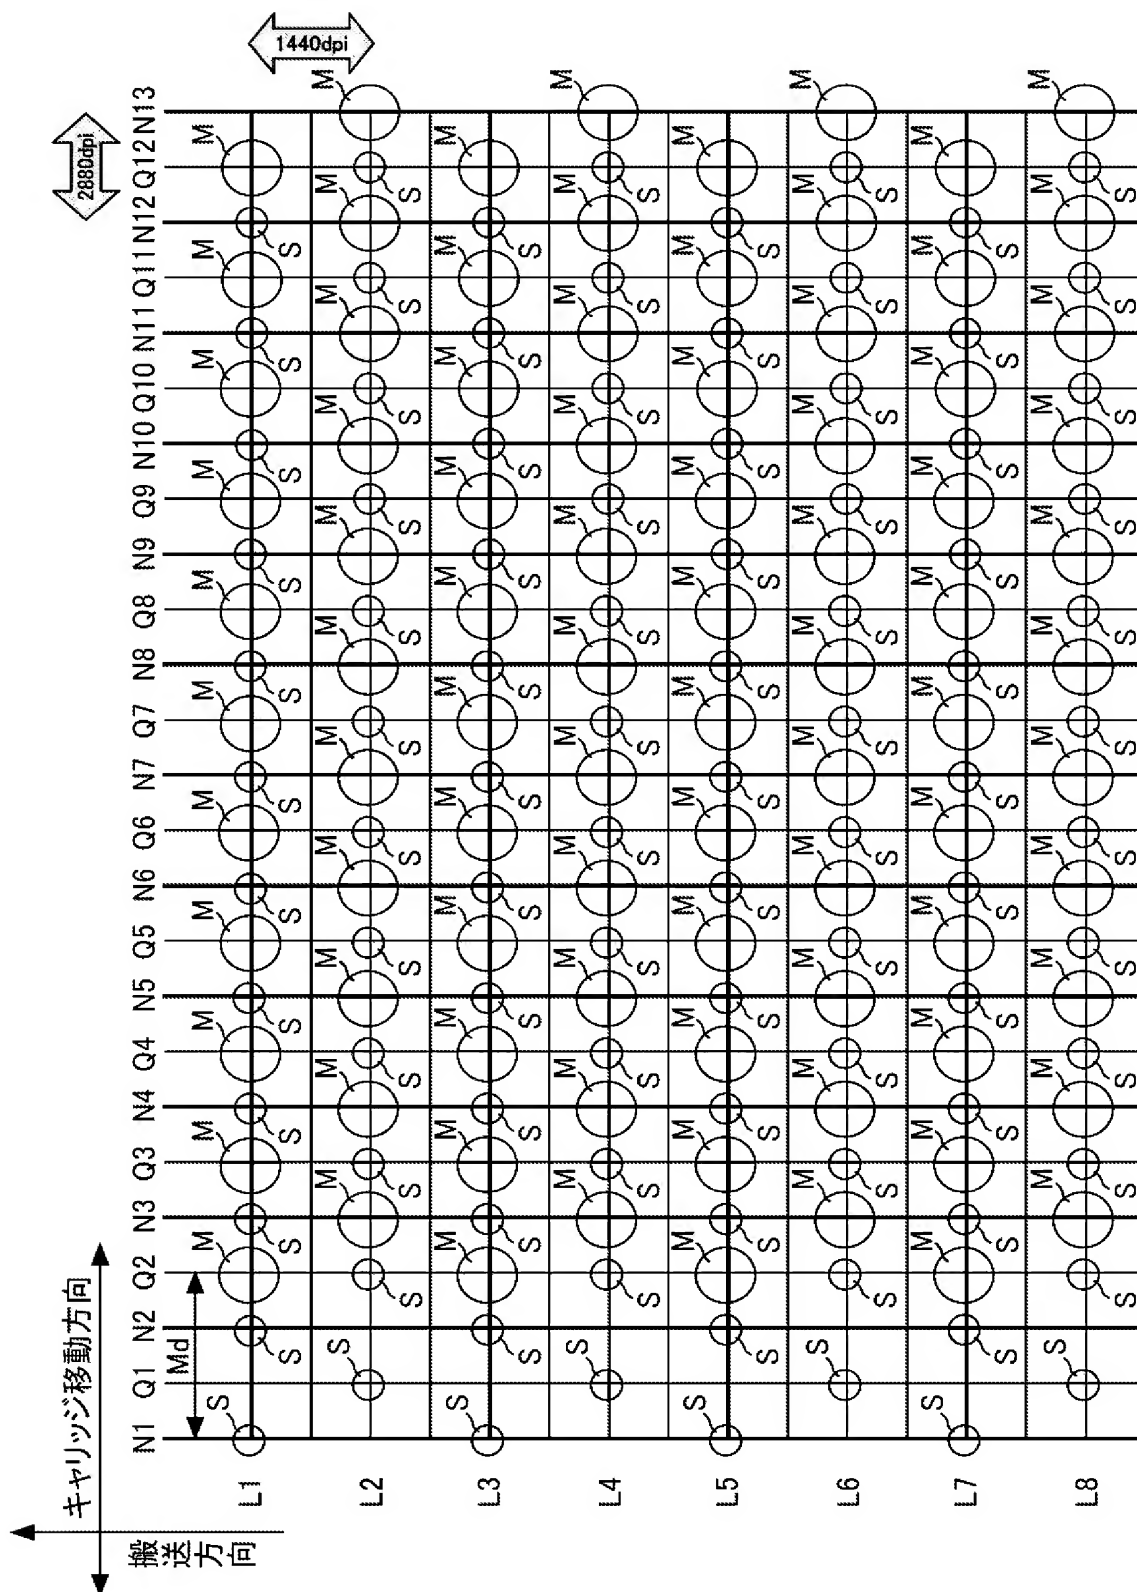 キャリッジ移動方向
2880dpi
搬送方向
N1 Q1 N2 Q2 N3 Q3 N4 Q4 N5 Q5 N6 Q6 N7 Q7 N8 Q8 N9 Q9 N10 Q10 N11 Q11 N12 Q12 N13
Md
S M M M M M M M M M M M
L1
S S S S S S S S S S S
1440dpi
S M M M M M M M M M M M
L2
S S S S S S S S S S S
S M M M M M M M M M M M
L3
S S S S S S S S S S S
S M M M M M M M M M M M
L4
S S S S S S S S S S S
S M M M M M M M M M M M
L5
S S S S S S S S S S S
S M M M M M M M M M M M
L6
S S S S S S S S S S S
S M M M M M M M M M M M
L7
S S S S S S S S S S S
S M M M M M M M M M M M
L8
S S S S S S S S S S S